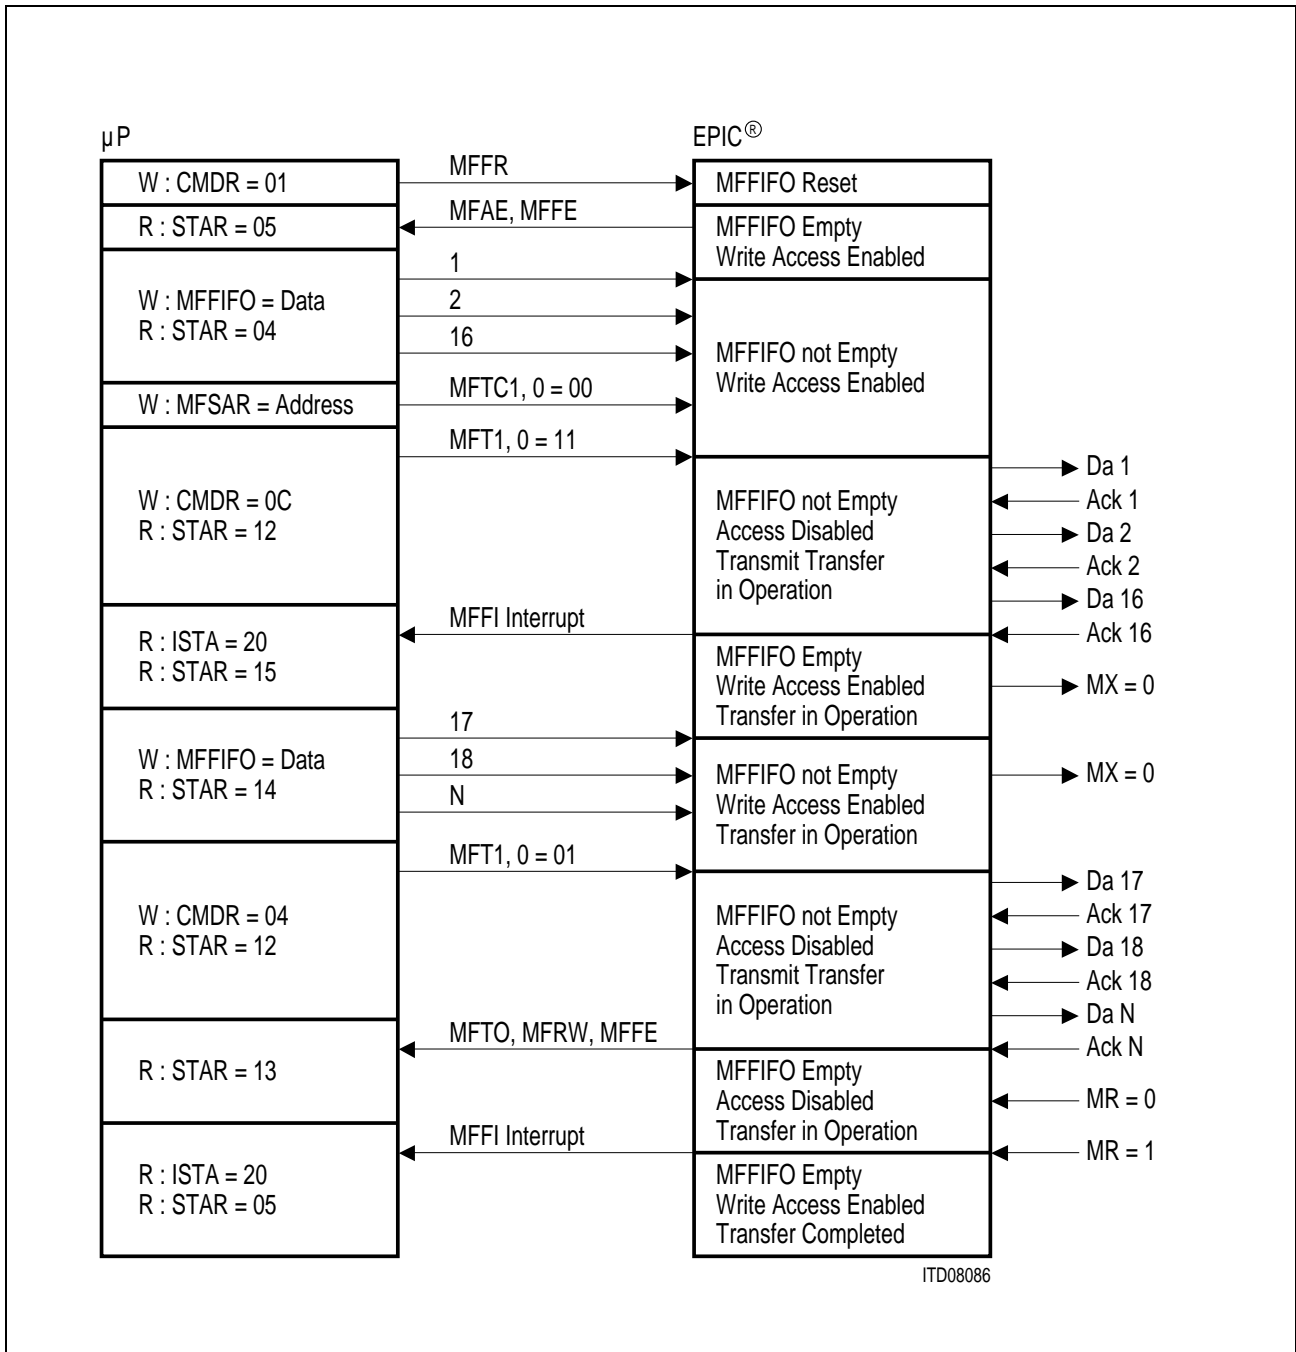 µP
EPIC®
W : CMDR = 01
MFFR
MFFIFO Reset
R : STAR = 05
MFAE, MFFE
MFFIFO Empty
Write Access Enabled
W : MFFIFO = Data
R : STAR = 04
1
2
16
MFFIFO not Empty
Write Access Enabled
W : MFSAR = Address
MFTC1, 0 = 00
MFT1, 0 = 11
W : CMDR = 0C
R : STAR = 12
MFFIFO not Empty
Access Disabled
Transmit Transfer
in Operation
Da 1
Ack 1
Da 2
Ack 2
Da 16
Ack 16
MFFI Interrupt
R : ISTA = 20
R : STAR = 15
MFFIFO Empty
Write Access Enabled
Transfer in Operation
MX = 0
W : MFFIFO = Data
R : STAR = 14
17
18
N
MFFIFO not Empty
Write Access Enabled
Transfer in Operation
MX = 0
MFT1, 0 = 01
W : CMDR = 04
R : STAR = 12
MFFIFO not Empty
Access Disabled
Transmit Transfer
in Operation
Da 17
Ack 17
Da 18
Ack 18
Da N
Ack N
MFTO, MFRW, MFFE
R : STAR = 13
MFFIFO Empty
Access Disabled
Transfer in Operation
MR = 0
MR = 1
MFFI Interrupt
R : ISTA = 20
R : STAR = 05
MFFIFO Empty
Write Access Enabled
Transfer Completed
ITD08086